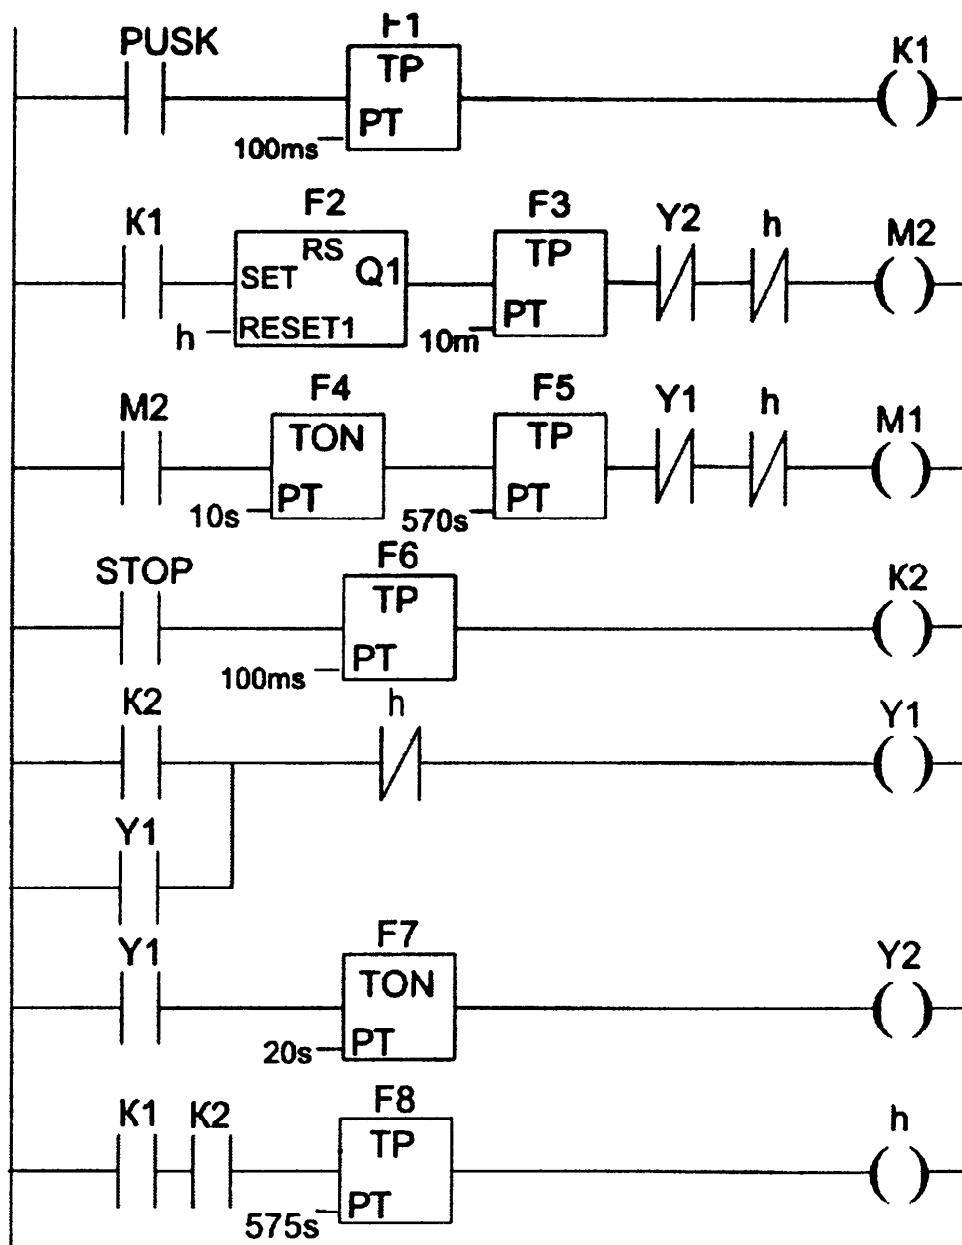 PUSK
F1
TP
PT
100ms
K1
K1
F2
RS
SET
Q1
h
RESET1
F3
TP
PT
10m
Y2
h
M2
M2
F4
TON
PT
10s
F5
TP
PT
570s
Y1
h
M1
STOP
F6
TP
PT
100ms
K2
K2
h
Y1
Y1
Y1
F7
TON
PT
20s
Y2
K1
K2
F8
TP
PT
575s
h